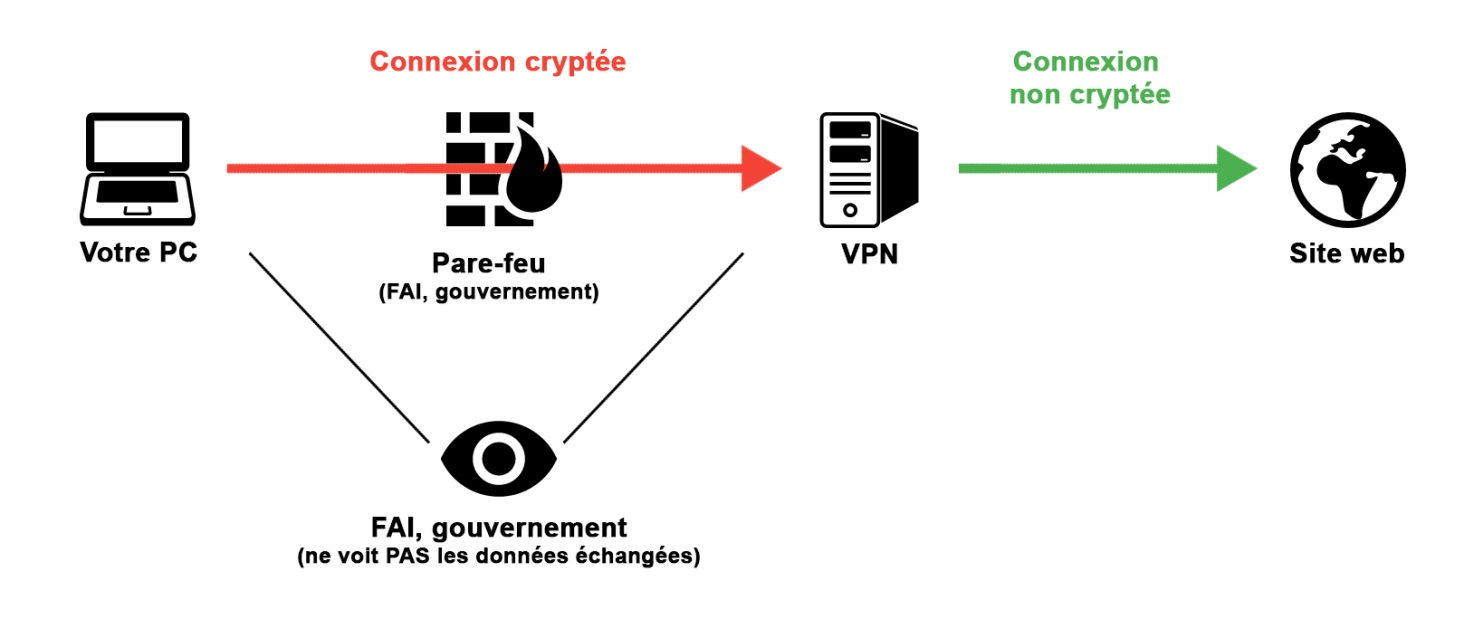 Connexion cryptée
Connexion
non cryptée
Votre PC
Pare-feu
(FAI, gouvernement)
VPN
Site web
FAI, gouvernement
(ne voit PAS les données échangées)